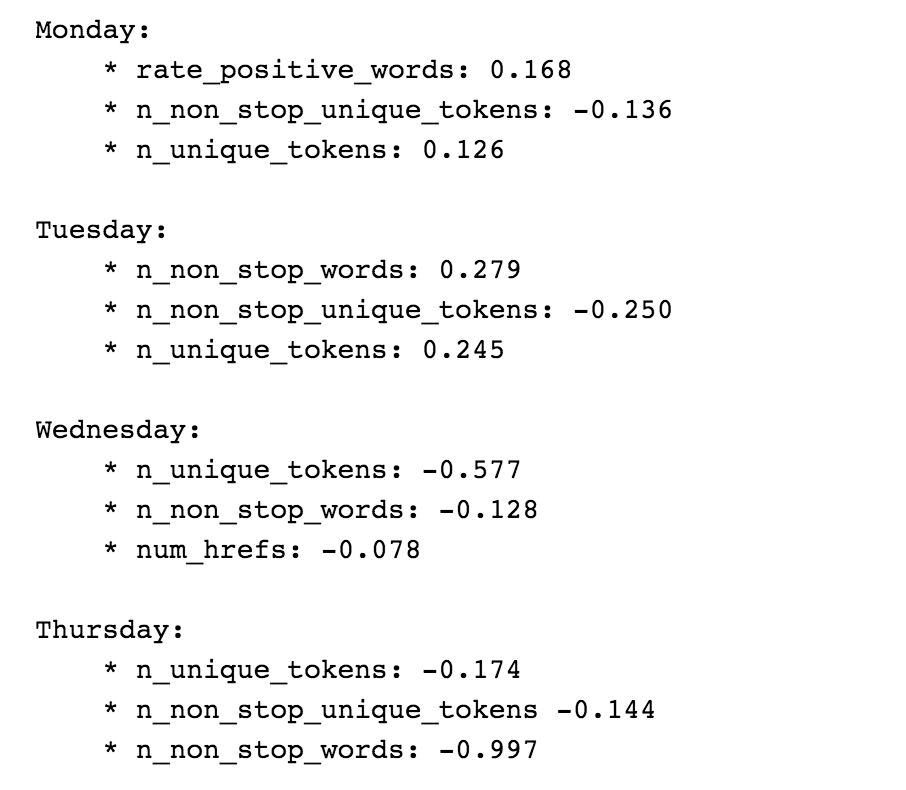 Monday:
* rate_positive_words: 0.168
* n_non_stop_unique_tokens: -0.136
* n_unique_tokens: 0.126
Tuesday:
* n_non_stop_words: 0.279
* n_non_stop_unique_tokens: -0.250
* n_unique_tokens: 0.245
Wednesday:
* n_unique_tokens: -0.577
* n_non_stop_words: -0.128
* num_hrefs: -0.078
Thursday:
* n_unique_tokens: -0.174
* n_non_stop_unique_tokens -0.144
* n_non_stop_words: -0.997